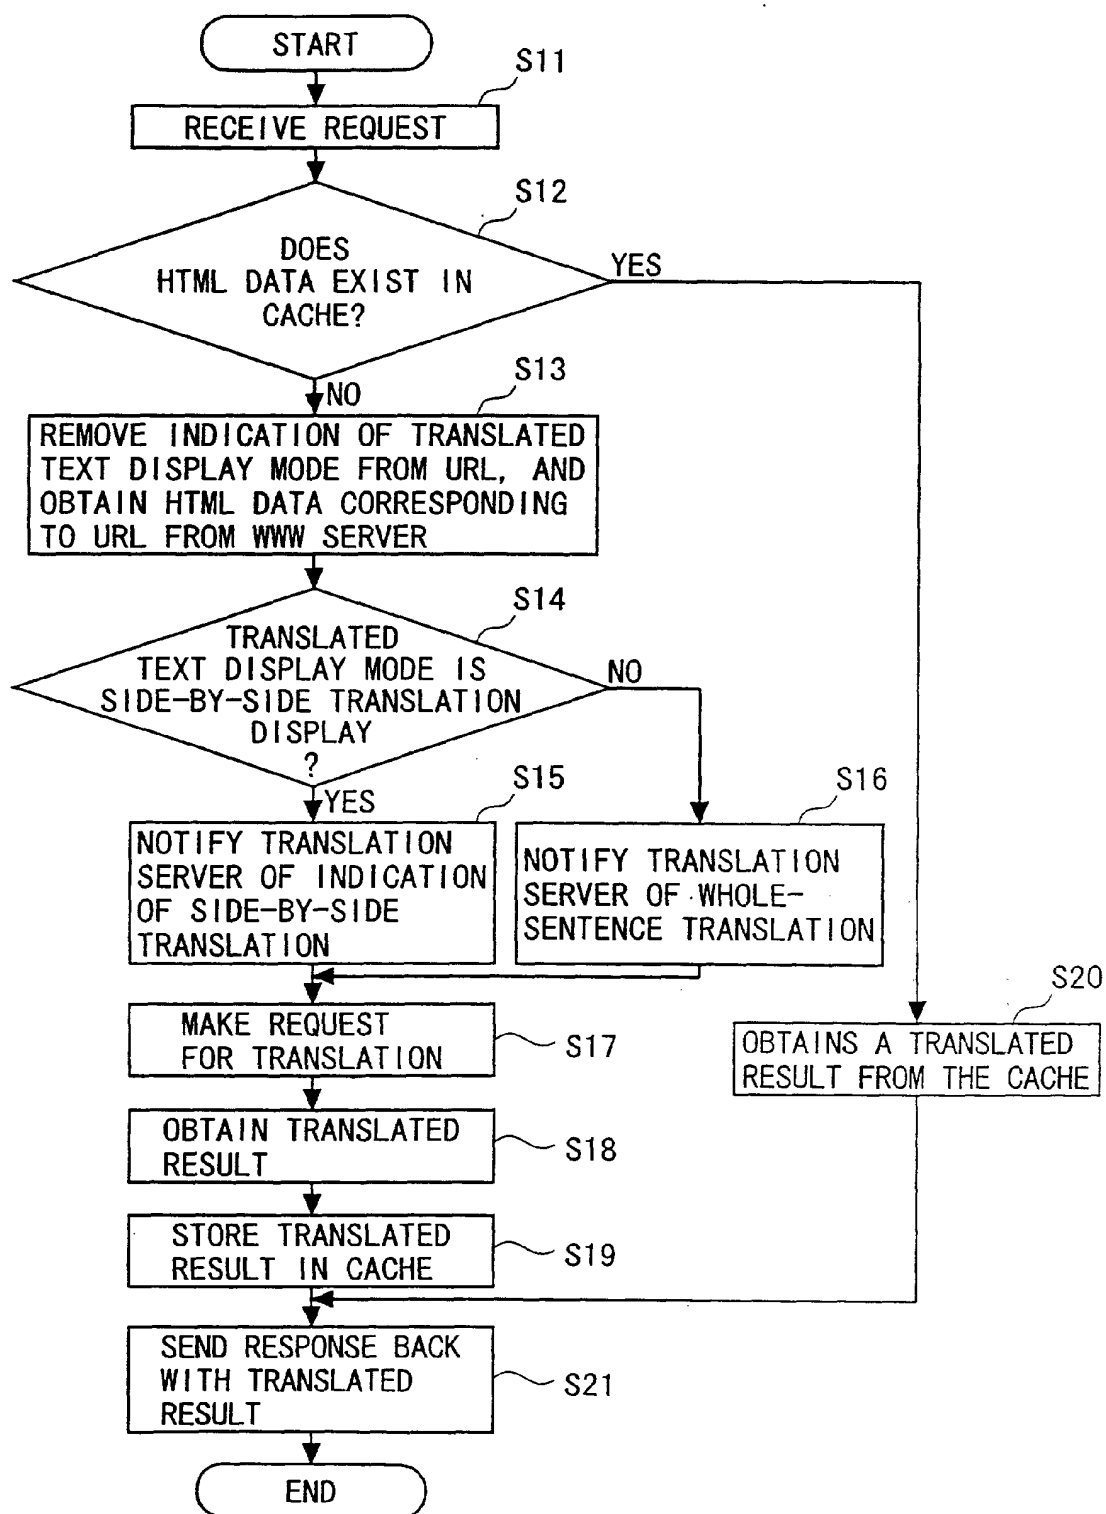 START
S11
RECEIVE REQUEST
S12
DOES
HTML DATA EXIST IN
CACHE?
YES
NO
S13
REMOVE INDICATION OF TRANSLATED
TEXT DISPLAY MODE FROM URL, AND
OBTAIN HTML DATA CORRESPONDING
TO URL FROM WWW SERVER
S14
TRANSLATED
TEXT DISPLAY MODE IS
SIDE-BY-SIDE TRANSLATION
DISPLAY
?
NO
YES
S15
NOTIFY TRANSLATION
SERVER OF INDICATION
OF SIDE-BY-SIDE
TRANSLATION
S16
NOTIFY TRANSLATION
SERVER OF WHOLE-
SENTENCE TRANSLATION
MAKE REQUEST
FOR TRANSLATION
S17
S20
OBTAINS A TRANSLATED
RESULT FROM THE CACHE
OBTAIN TRANSLATED
RESULT
S18
STORE TRANSLATED
RESULT IN CACHE
S19
SEND RESPONSE BACK
WITH TRANSLATED
RESULT
S21
END